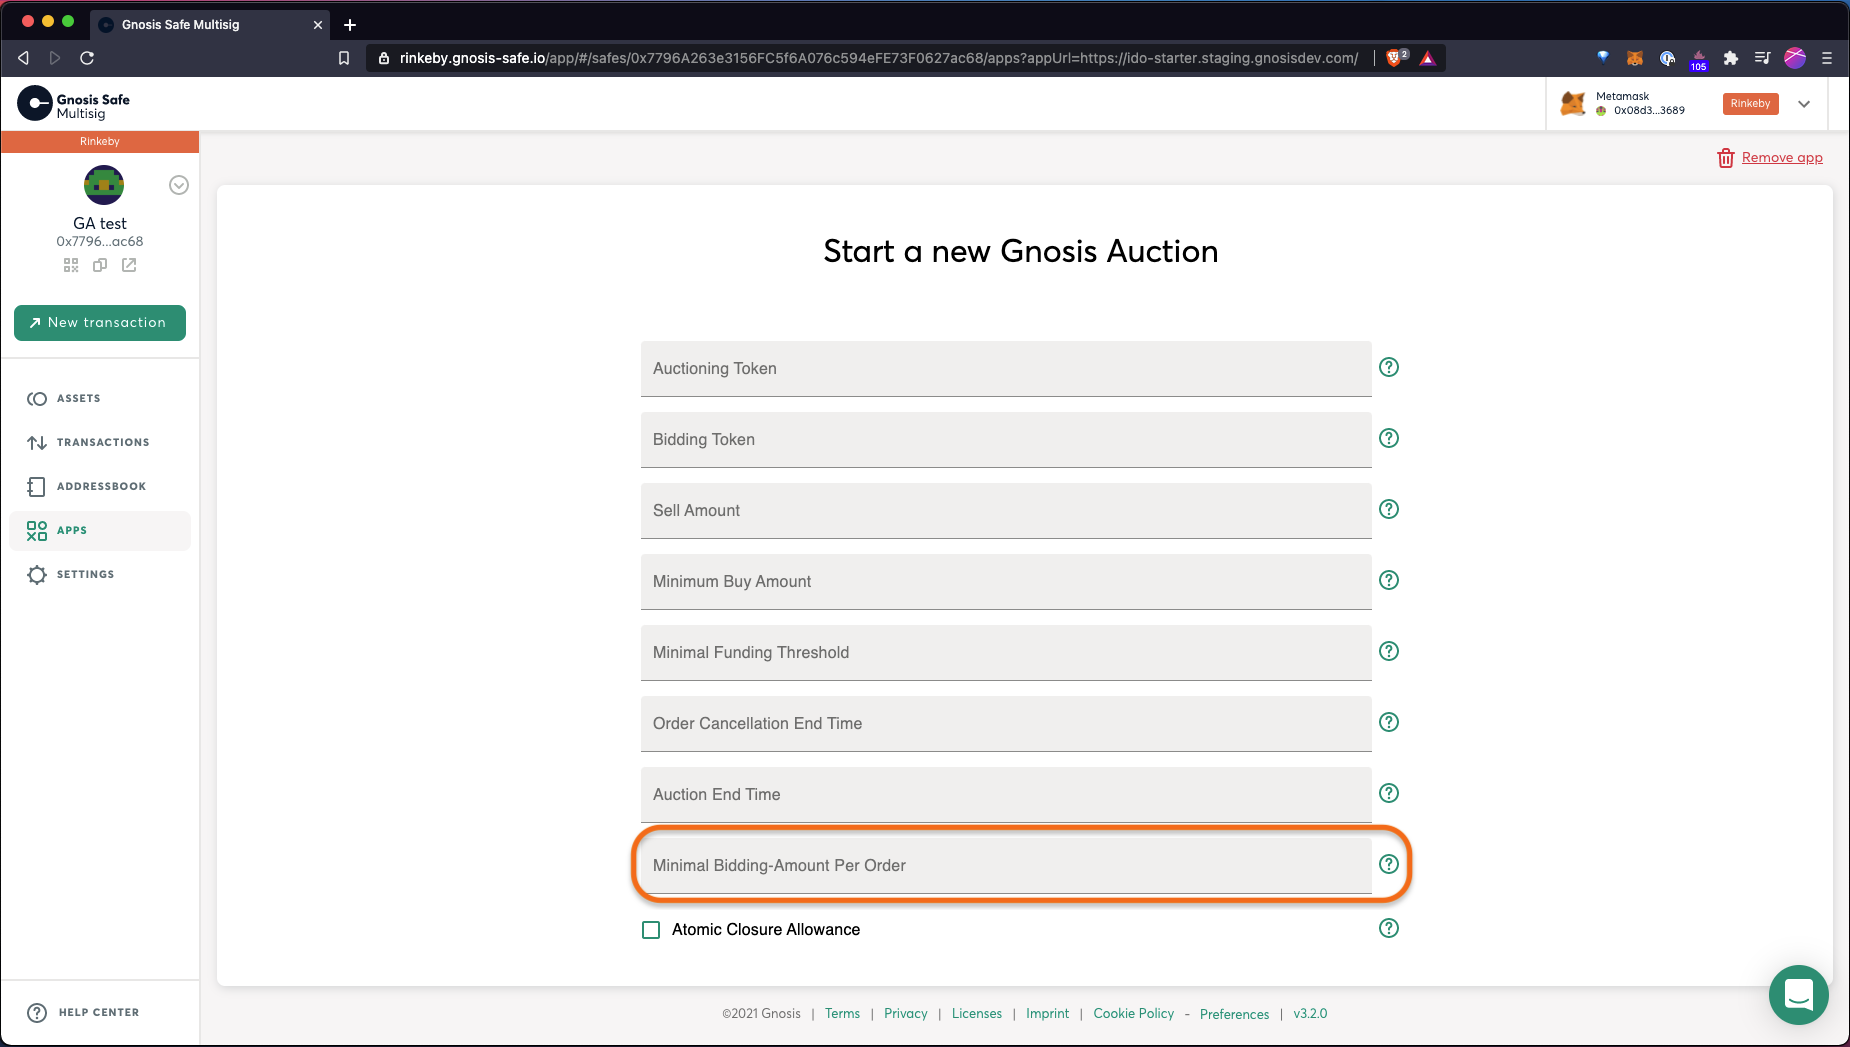 Gnosis Safe Multisig
rinkeby.gnosis-safe.io/app/#/safes/0x7796A263e3156FC5f6A076c594eFE73F0627ac68/apps?appUrl=https://ido-starter.staging.gnosisdev.com/
2
105
Gnosis Safe
Multisig
Metamask
0x08d3...3689
Rinkeby
Rinkeby
Remove app
GA test
0x7796...ac68
New transaction
ASSETS
TRANSACTIONS
ADDRESSBOOK
APPS
SETTINGS
HELP CENTER
Start a new Gnosis Auction
Auctioning Token
Bidding Token
Sell Amount
Minimum Buy Amount
Minimal Funding Threshold
Order Cancellation End Time
Auction End Time
Minimal Bidding-Amount Per Order
Atomic Closure Allowance
©2021 Gnosis | Terms | Privacy | Licenses | Imprint | Cookie Policy - Preferences | v3.2.0